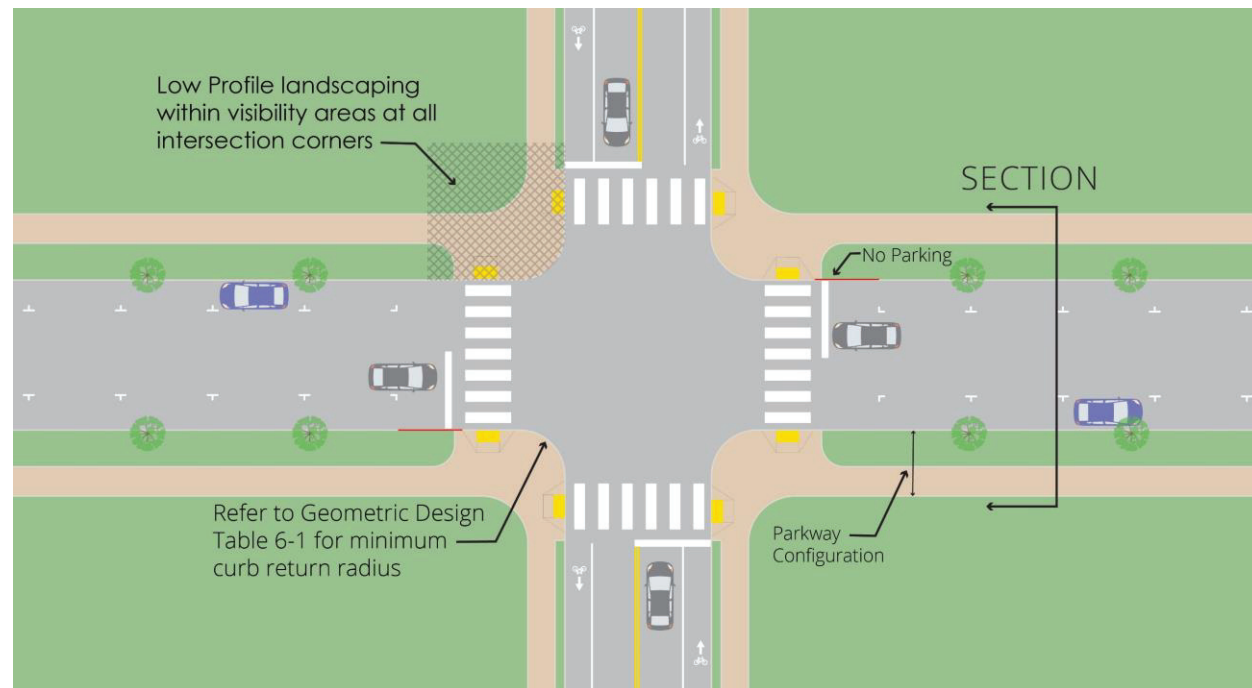 Low Profile landscaping
within visibility areas at all
intersection corners
SECTION
No Parking
Refer to Geometric Design
Table 6-1 for minimum
curb return radius
Parkway
Configuration